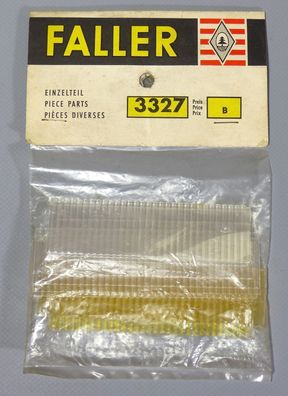 FALLER
EINZELTEIL
PIECE PARTS
PIÈCES DIVERSES
3327
Preis
Price
Prix
B